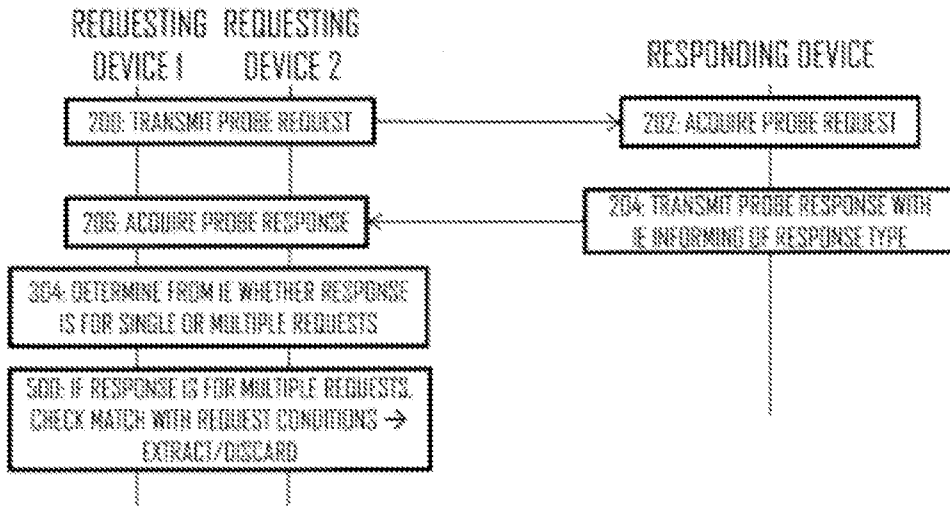 REQUESTING DEVICE 1
REQUESTING DEVICE 2
RESPONDING DEVICE
200: TRANSMIT PROBE REQUEST
202: ACQUIRE PROBE REQUEST
204: TRANSMIT PROBE RESPONSE WITH
IE INFORMING OF RESPONSE TYPE
206: ACQUIRE PROBE RESPONSE
304: DETERMINE FROM IE WHETHER RESPONSE
IS FOR SINGLE OR MULTIPLE REQUESTS
500: IF RESPONSE IS FOR MULTIPLE REQUESTS,
CHECK MATCH WITH REQUEST CONDITIONS →
EXTRACT/DISCARD